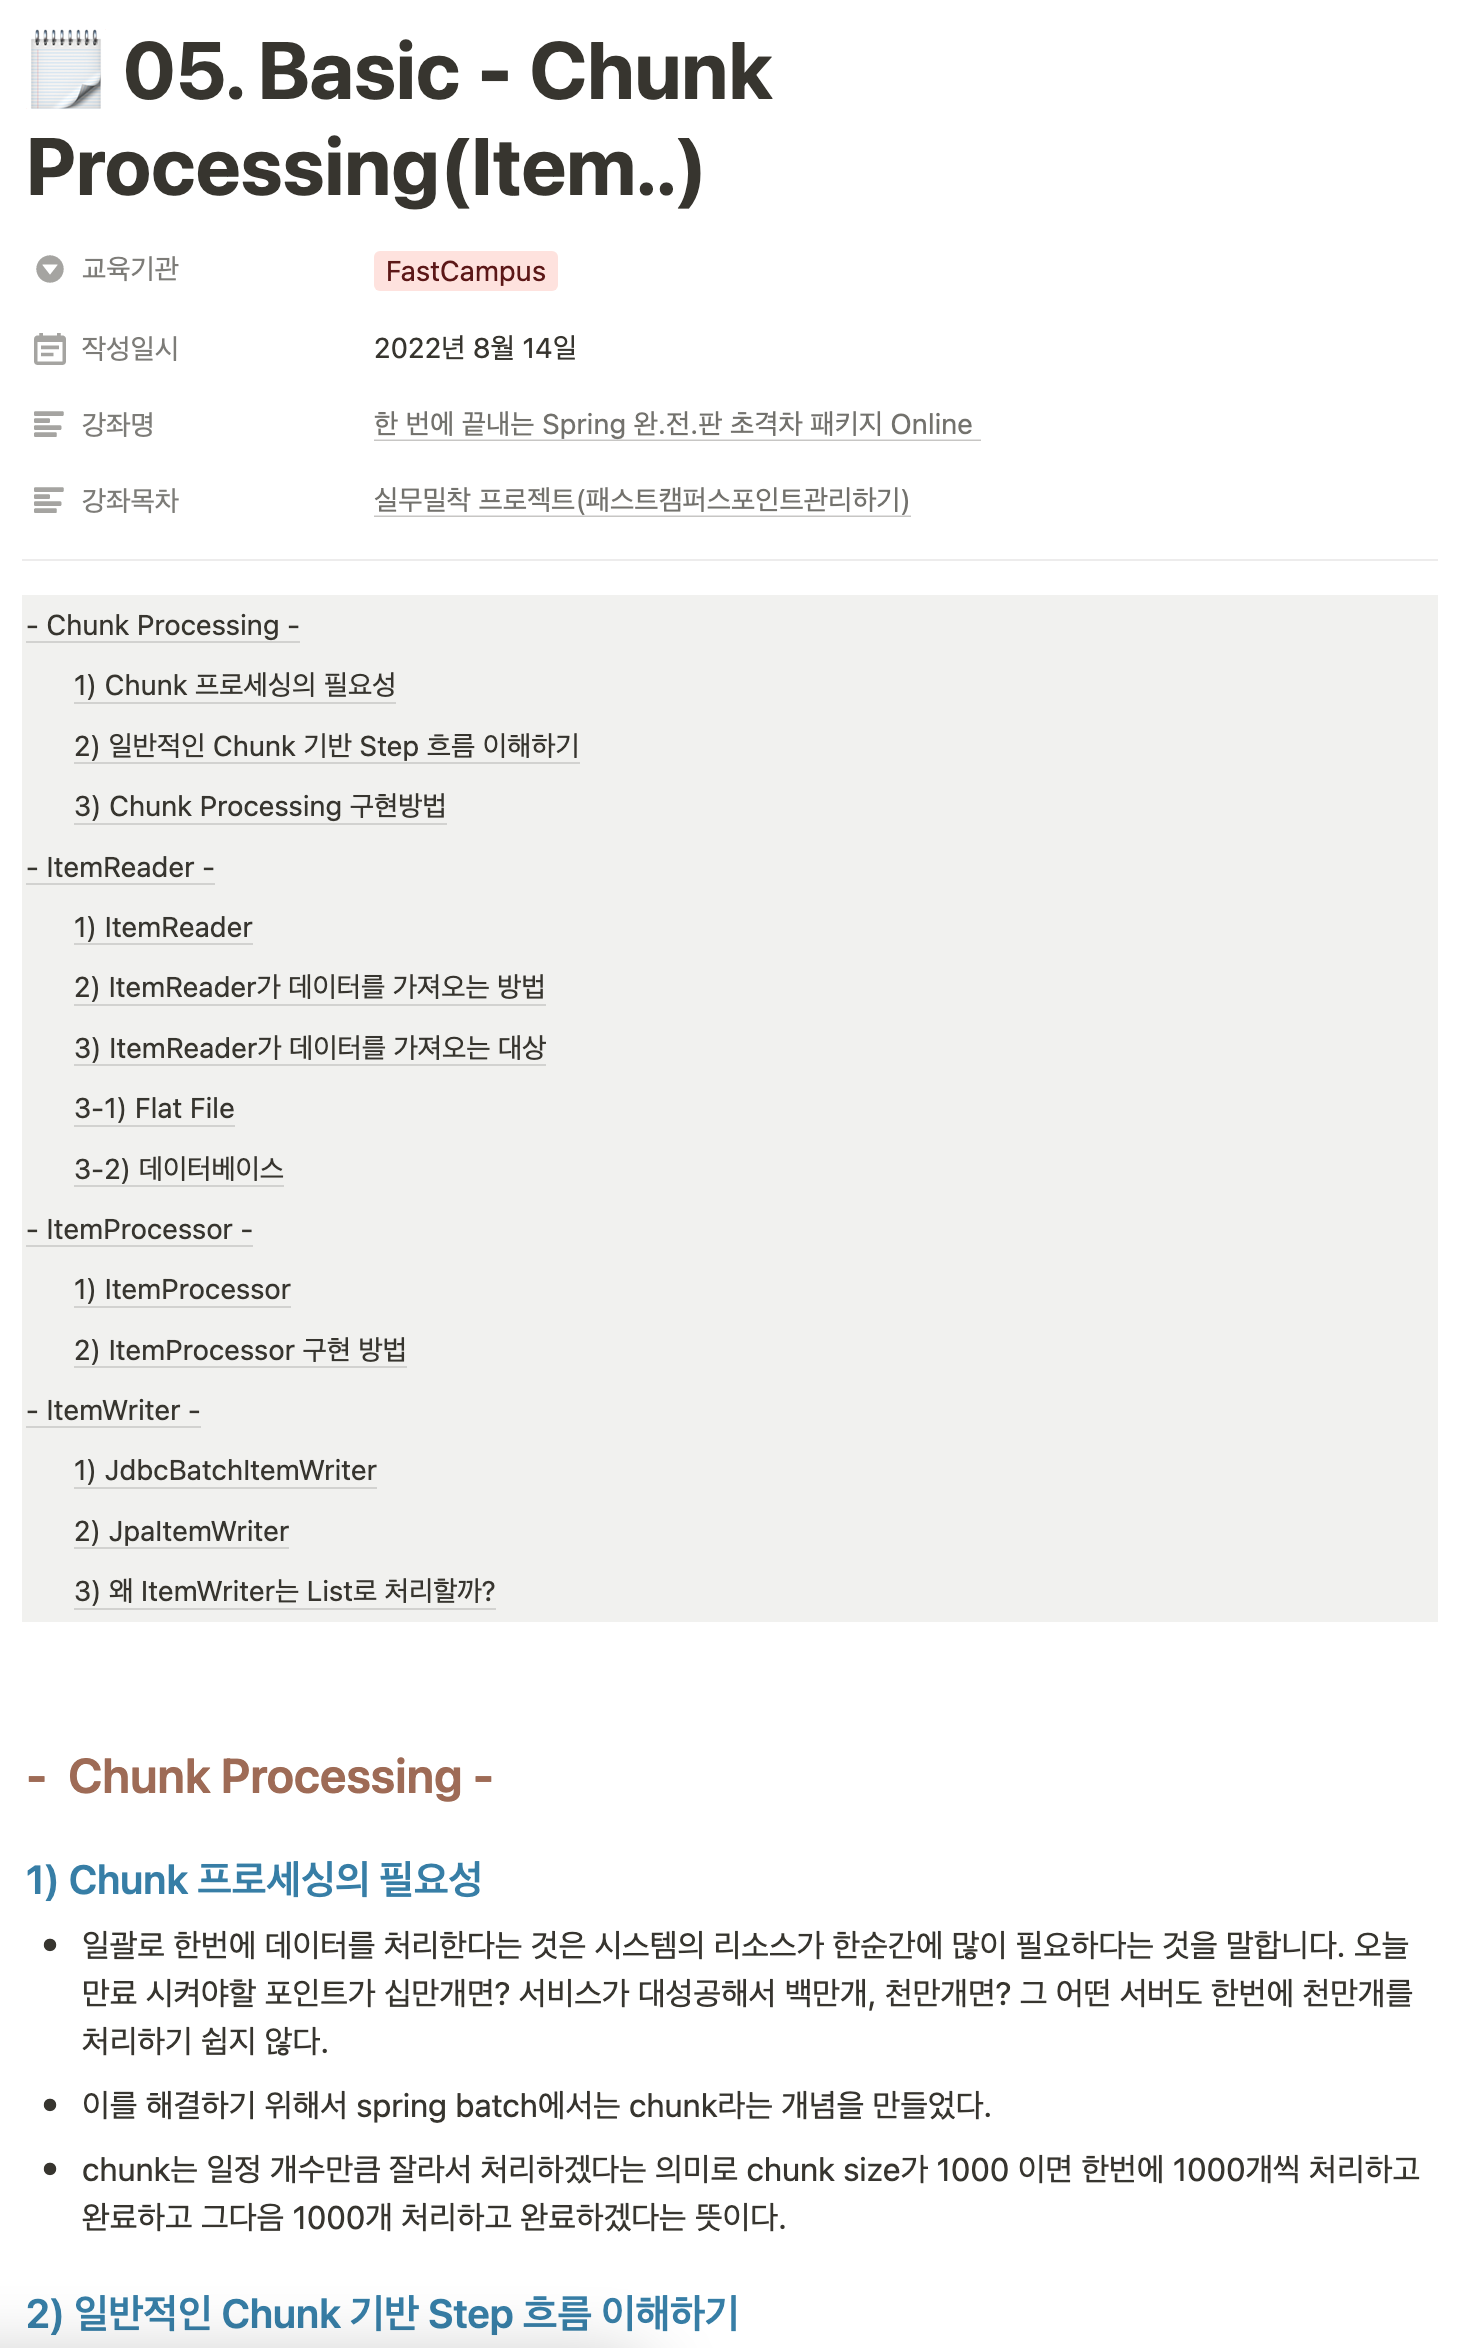 05. Basic - Chunk
Processing(Item..)
교육기관 FastCampus
작성일시 2022년 8월 14일
강좌명 한 번에 끝내는 Spring 완.전.판 초격차 패키지 Online
강좌목차 실무밀착 프로젝트(패스트캠퍼스포인트관리하기)
- Chunk Processing -
1) Chunk 프로세싱의 필요성
2) 일반적인 Chunk 기반 Step 흐름 이해하기
3) Chunk Processing 구현방법
- ItemReader -
1) ItemReader
2) ItemReader가 데이터를 가져오는 방법
3) ItemReader가 데이터를 가져오는 대상
3-1) Flat File
3-2) 데이터베이스
- ItemProcessor -
1) ItemProcessor
2) ItemProcessor 구현 방법
- ItemWriter -
1) JdbcBatchItemWriter
2) JpaItemWriter
3) 왜 ItemWriter는 List로 처리할까?
- Chunk Processing -
1) Chunk 프로세싱의 필요성
• 일괄로 한번에 데이터를 처리한다는 것은 시스템의 리소스가 한순간에 많이 필요하다는 것을 말합니다. 오늘
만료 시켜야할 포인트가 십만개면? 서비스가 대성공해서 백만개, 천만개면? 그 어떤 서버도 한번에 천만개를
처리하기 쉽지 않다.
• 이를 해결하기 위해서 spring batch에서는 chunk라는 개념을 만들었다.
• chunk는 일정 개수만큼 잘라서 처리하겠다는 의미로 chunk size가 1000 이면 한번에 1000개씩 처리하고
완료하고 그다음 1000개 처리하고 완료하겠다는 뜻이다.
2) 일반적인 Chunk 기반 Step 흐름 이해하기